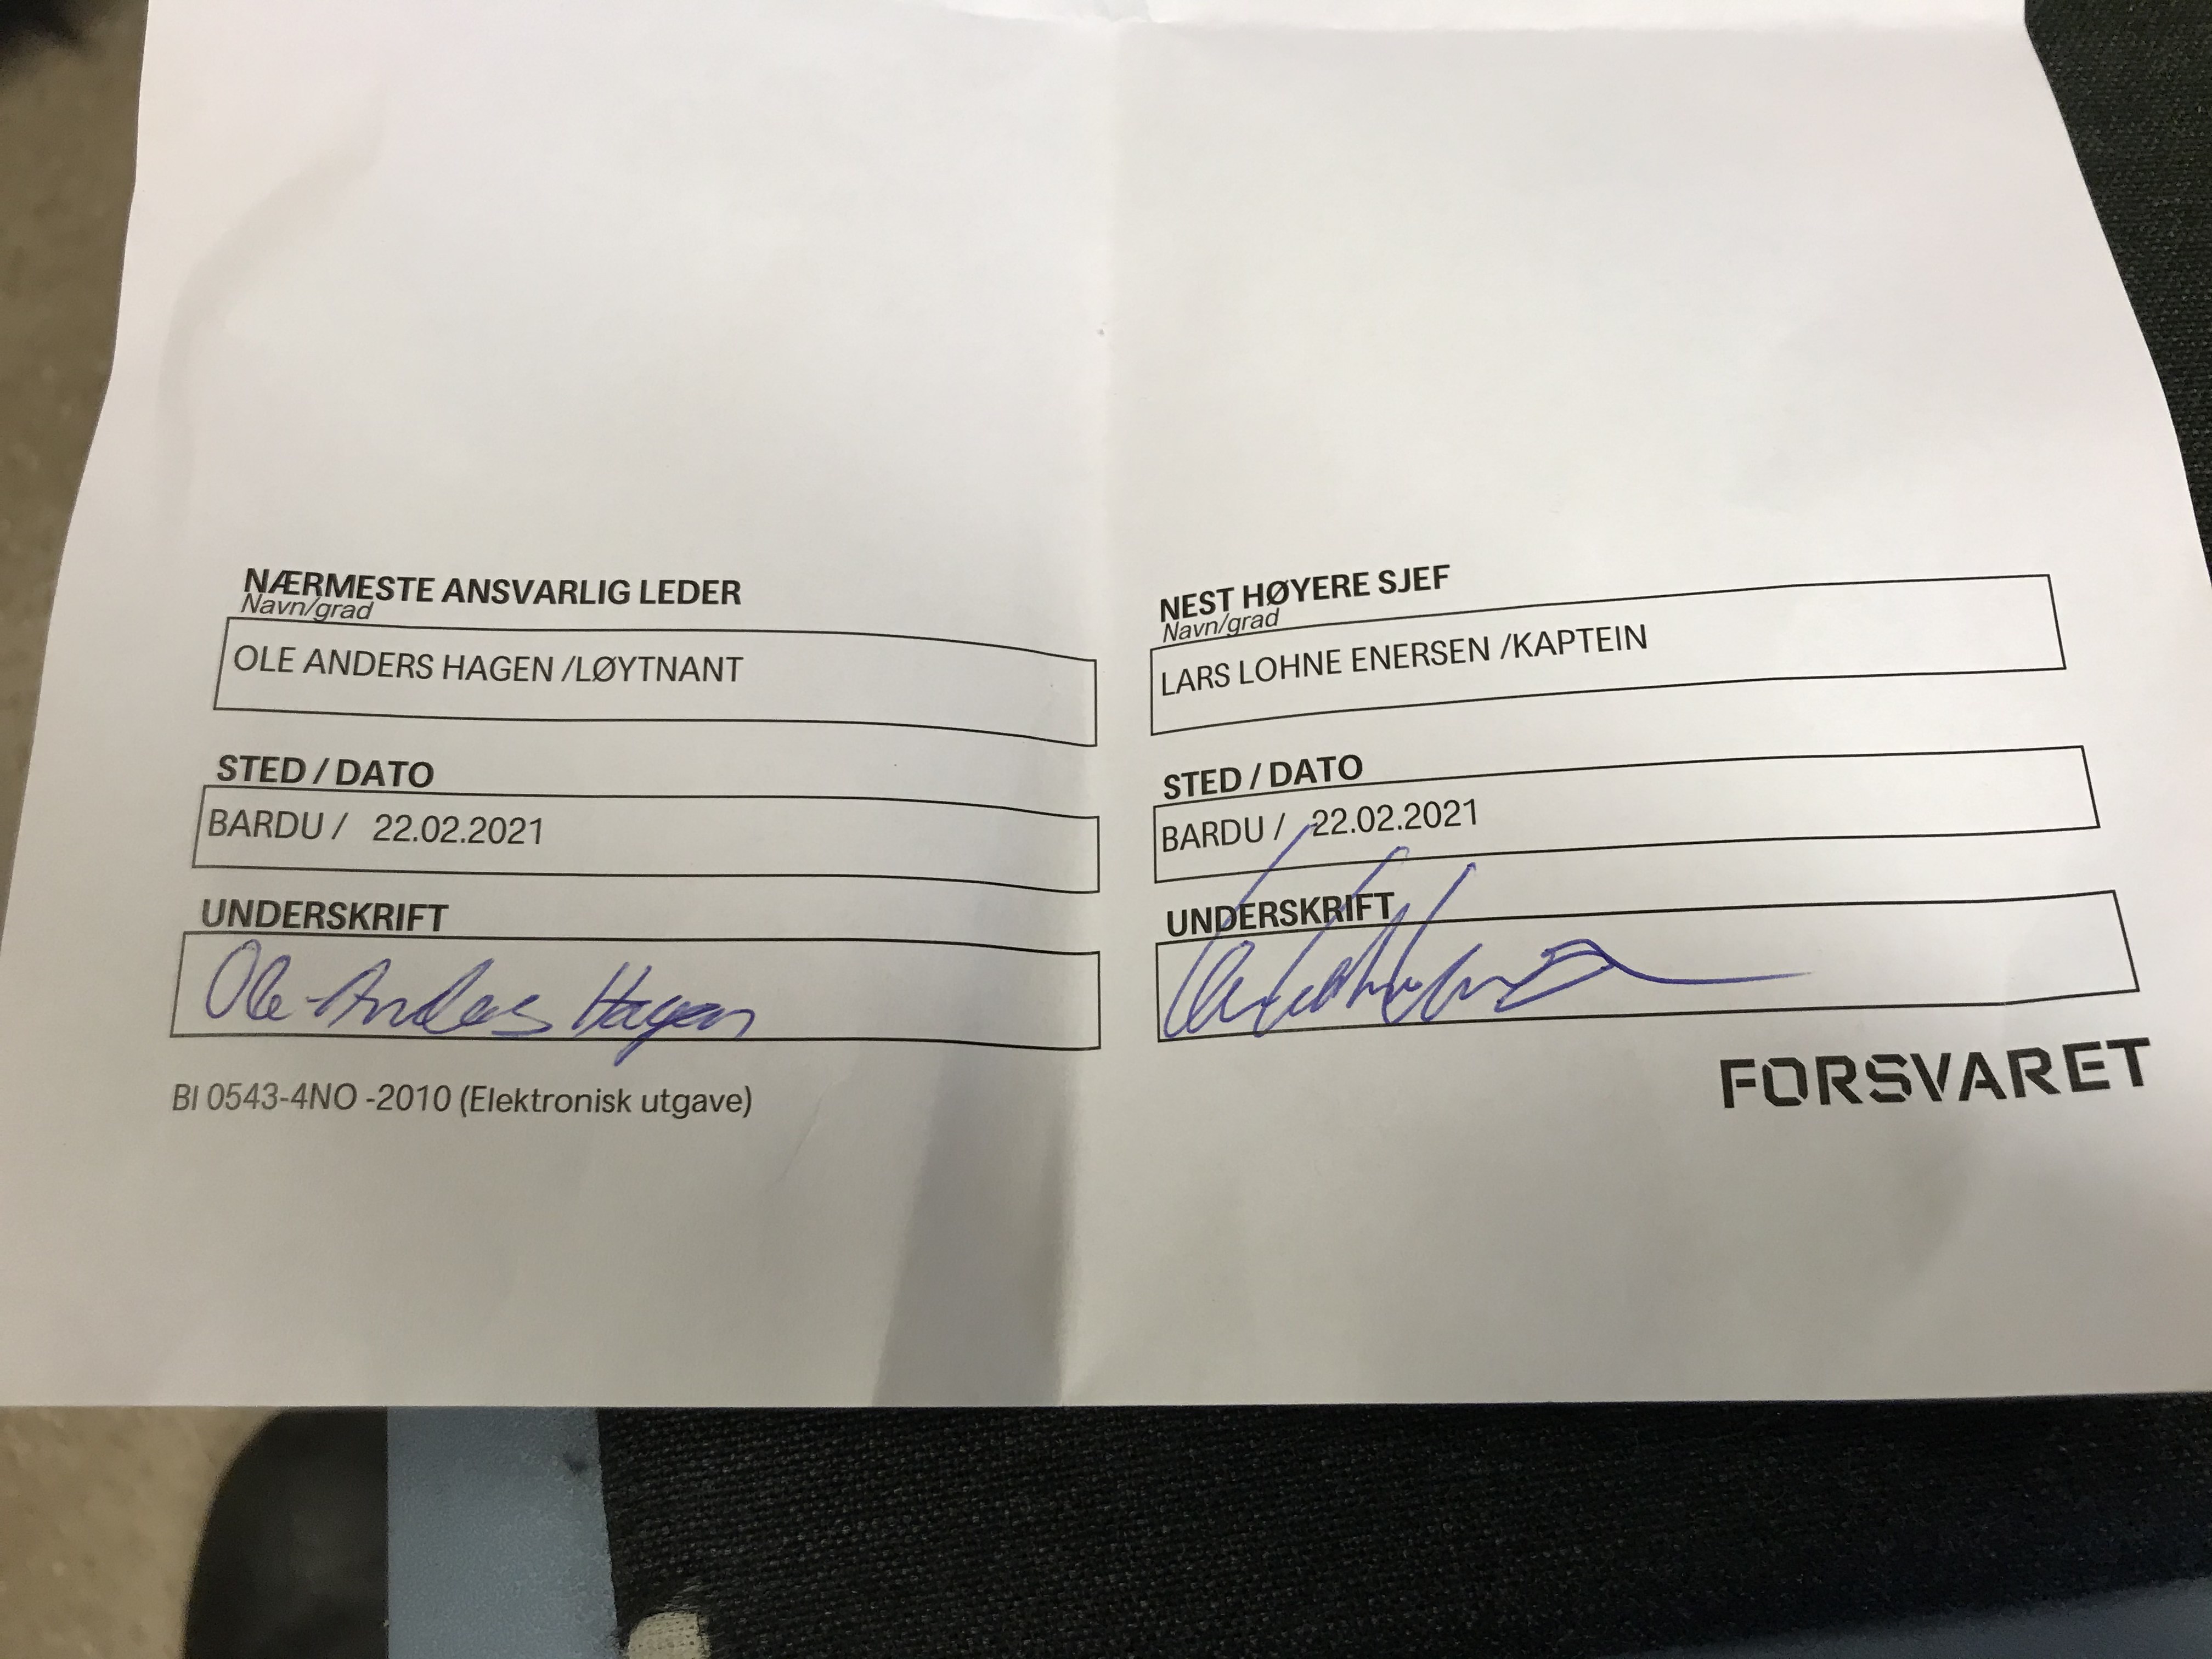 NÆRMESTE ANSVARLIG LEDER
Navn/grad
OLE ANDERS HAGEN /LØYTNANT
STED / DATO
BARDU / 22.02.2021
UNDERSKRIFT
Ole Anders Hagen
BI 0543-4NO -2010 (Elektronisk utgave)
NEST HØYERE SJEF
Navn/grad
LARS LOHNE ENERSEN /KAPTEIN
STED / DATO
BARDU / 22.02.2021
UNDERSKRIFT
FORSVARET